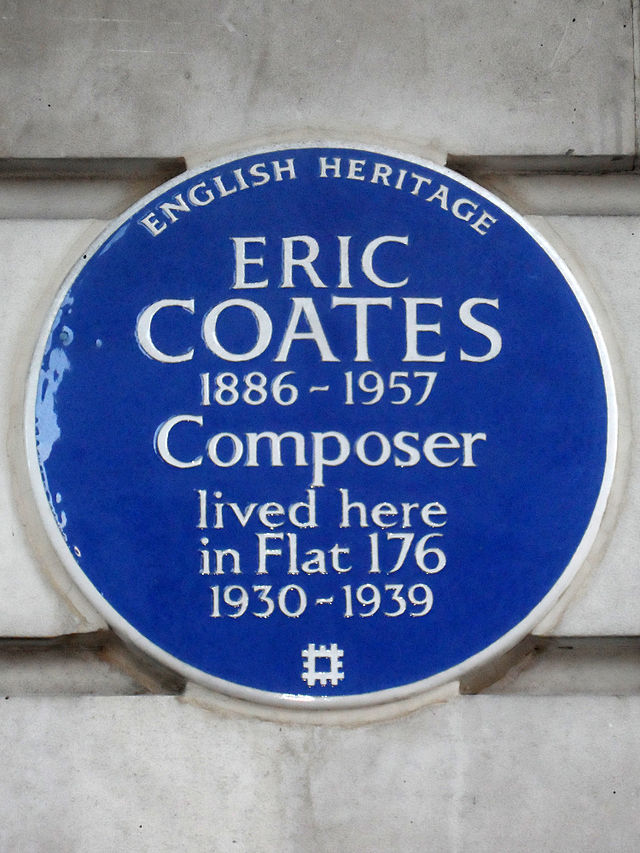 ENGLISH HERITAGE
ERIC
COATES
1886 - 1957
Composer
lived here
in Flat 176
1930 - 1939